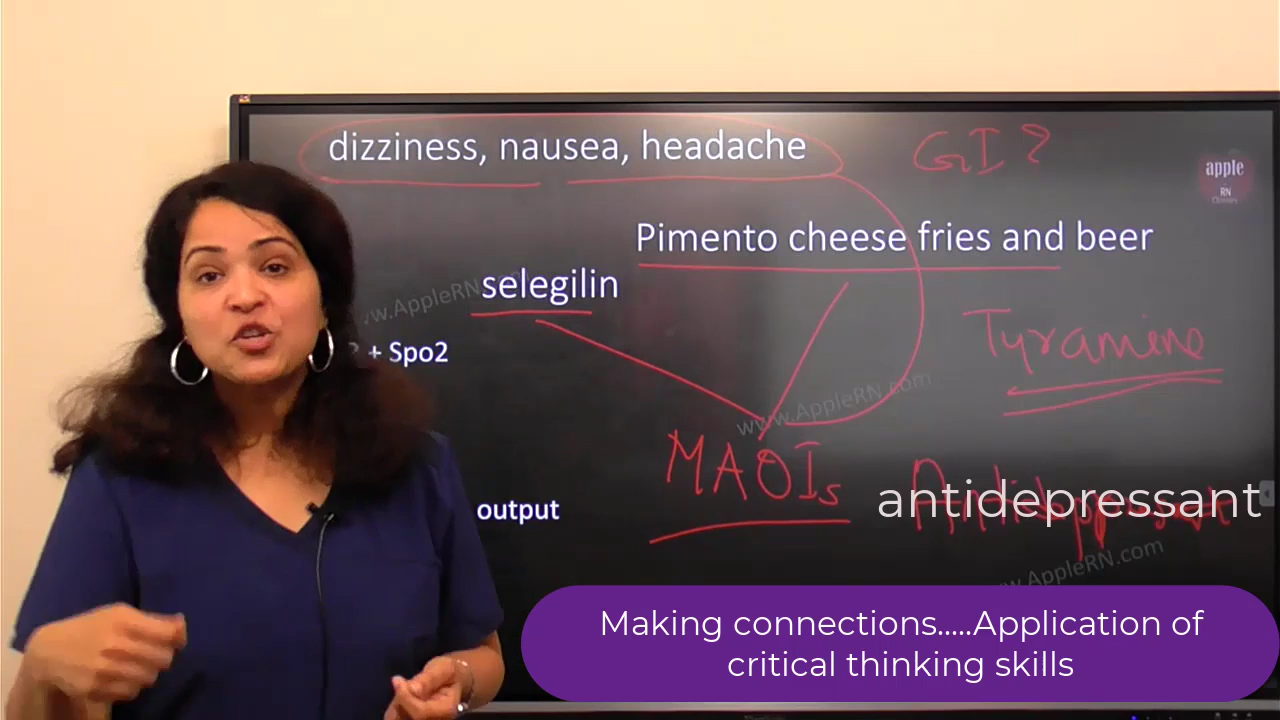 dizziness, nausea, headache
GI?
apple
RN
Classes
Pimento cheese fries and beer
selegilin
www.AppleRN.com
Tyramine
+ Spo2
www.AppleRN.com
MAOIs
antidepressant
output
www.AppleRN.com
Making connections.....Application of
critical thinking skills